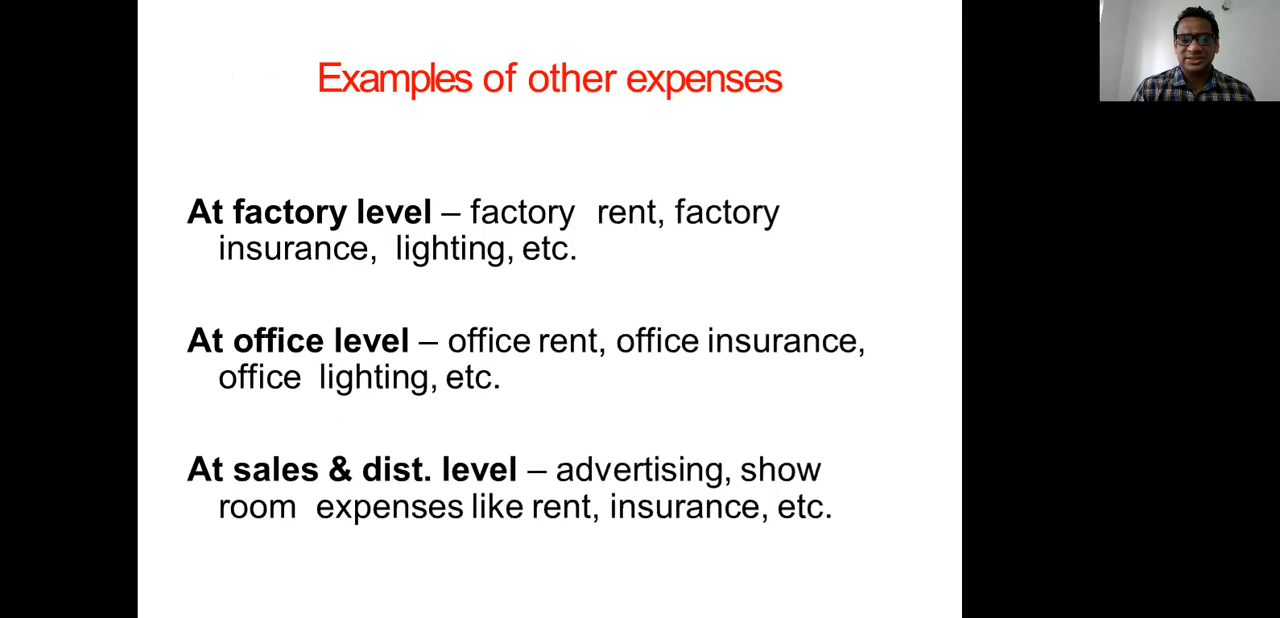 Examples of other expenses
At factory level – factory rent, factory
insurance, lighting, etc.
At office level – office rent, office insurance,
office lighting, etc.
At sales & dist. level – advertising, show
room expenses like rent, insurance, etc.